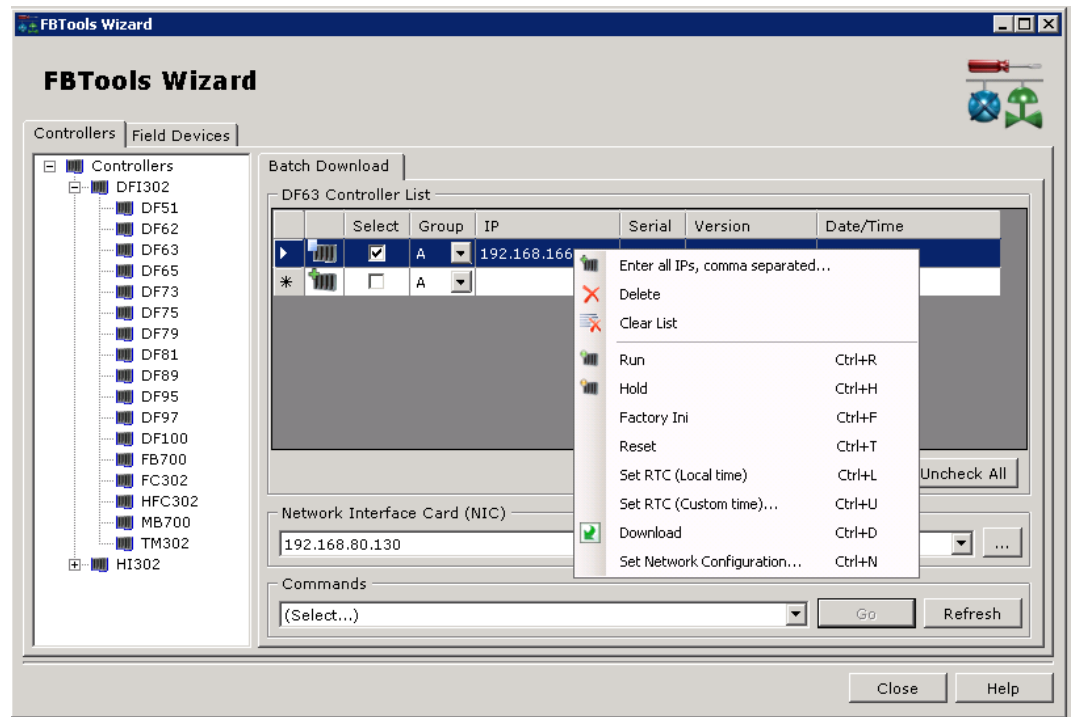 FBTools Wizard
FBTools Wizard
Controllers Field Devices
Controllers
DFI302
DF51
DF62
DF63
DF65
DF73
DF75
DF79
DF81
DF89
DF95
DF97
DF100
FB700
FC302
HFC302
MB700
TM302
HI302
Batch Download
DF63 Controller List
Select Group IP Serial Version Date/Time
A 192.168.166
* A
Enter all IPs, comma separated...
Delete
Clear List
Run Ctrl+R
Hold Ctrl+H
Factory Ini Ctrl+F
Reset Ctrl+T
Set RTC (Local time) Ctrl+L
Set RTC (Custom time)... Ctrl+U
Download Ctrl+D
Set Network Configuration... Ctrl+N
Uncheck All
Network Interface Card (NIC)
192.168.80.130
...
Commands
(Select...) Go Refresh
Close Help